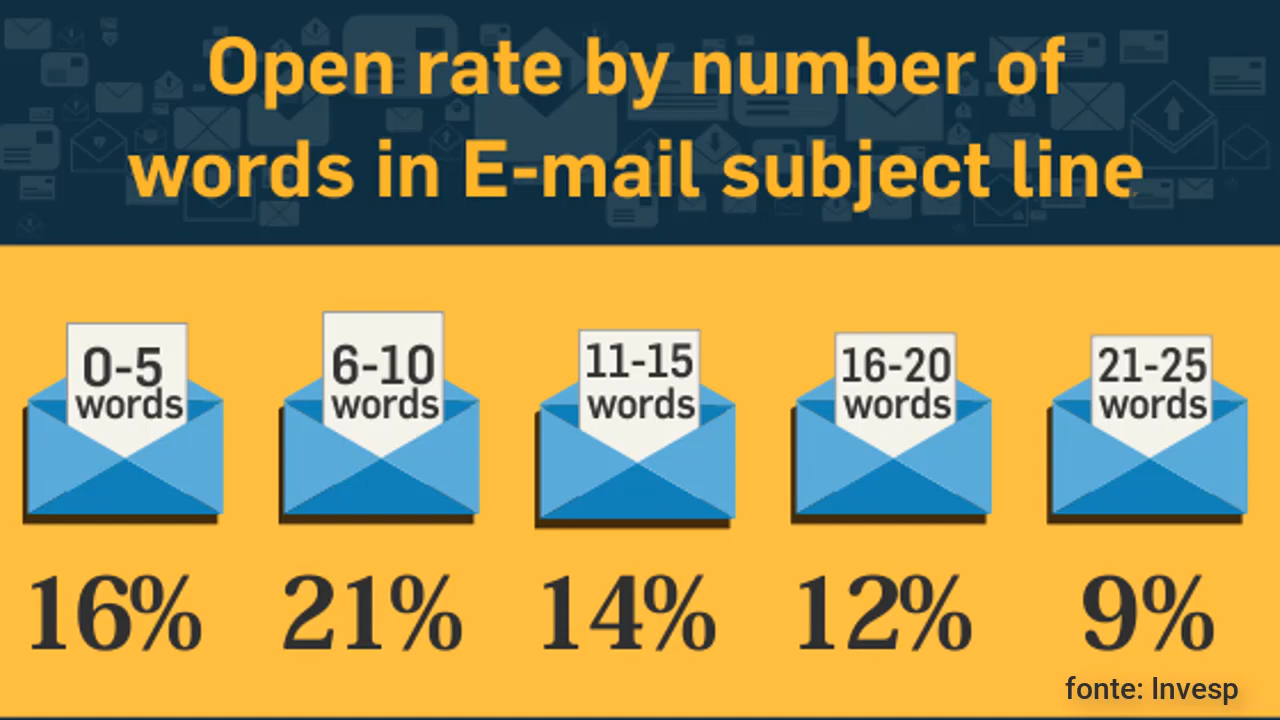 Open rate by number of
words in E-mail subject line
0-5
words
6-10
words
11-15
words
16-20
words
21-25
words
16%
21%
14%
12%
9%
fonte: Invesp